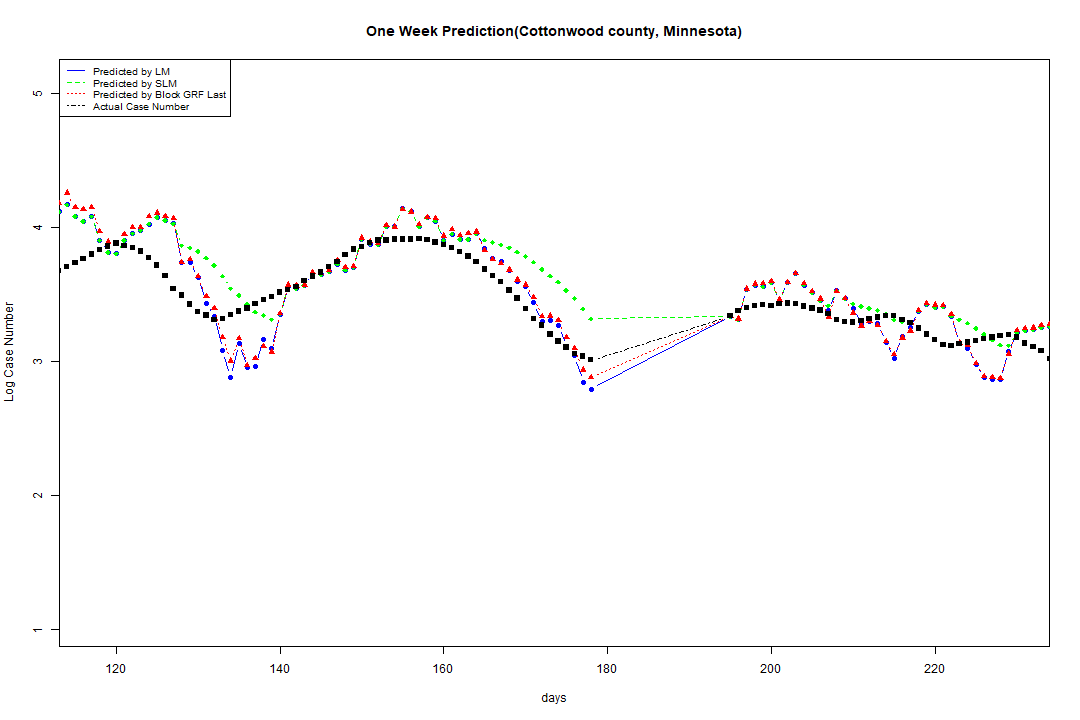 One Week Prediction(Cottonwood county, Minnesota)
Predicted by LM
Predicted by SLM
Predicted by Block GRF Last
Actual Case Number
5
4
3
2
1
Log Case Number
120 140 160 180 200 220
days